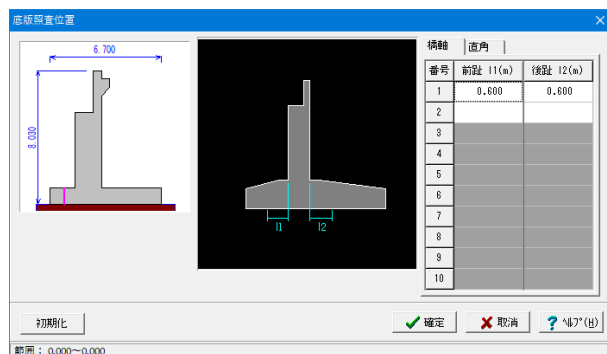 底版照査位置
6.700
8.030
l1 l2
橋軸 直角
番号 前趾 l1(m) 後趾 l2(m)
1 0.600 0.600
2
3
4
5
6
7
8
9
10
初期化
確定 取消 ヘルプ(H)
範囲： 0.000～0.000